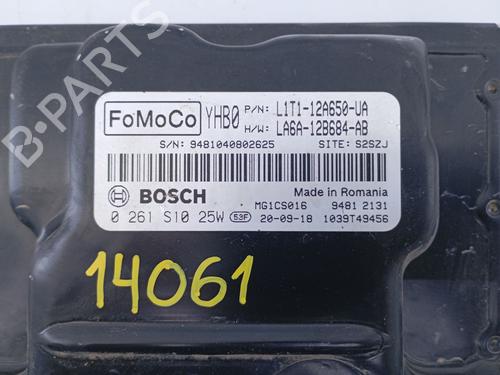 FoMoCo YHB0 P/N: L1T1-12A650-UA
H/W: LA6A-12B684-AB
S/N: 9481040802625 SITE: S2SZJ
BOSCH Made in Romania
MG1CS016 9481 2131
0 261 S10 25W 53F 20-09-18 1039T49456
14061